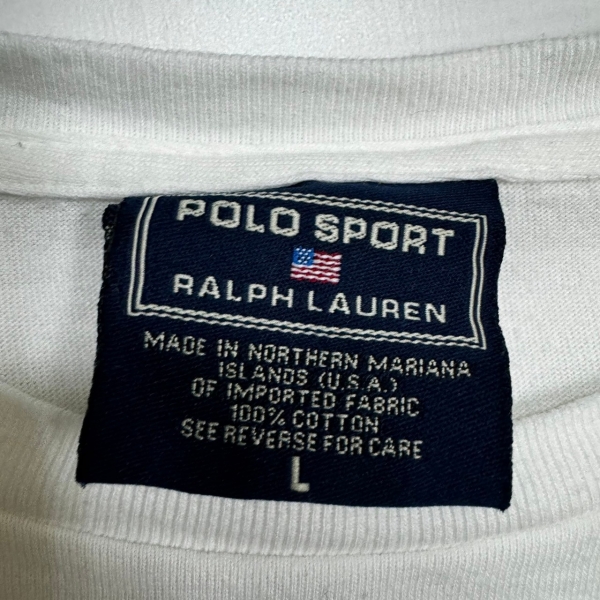 POLO SPORT
RALPH LAUREN
MADE IN NORTHERN MARIANA
ISLANDS (U.S.A.)
OF IMPORTED FABRIC
100% COTTON
SEE REVERSE FOR CARE
L